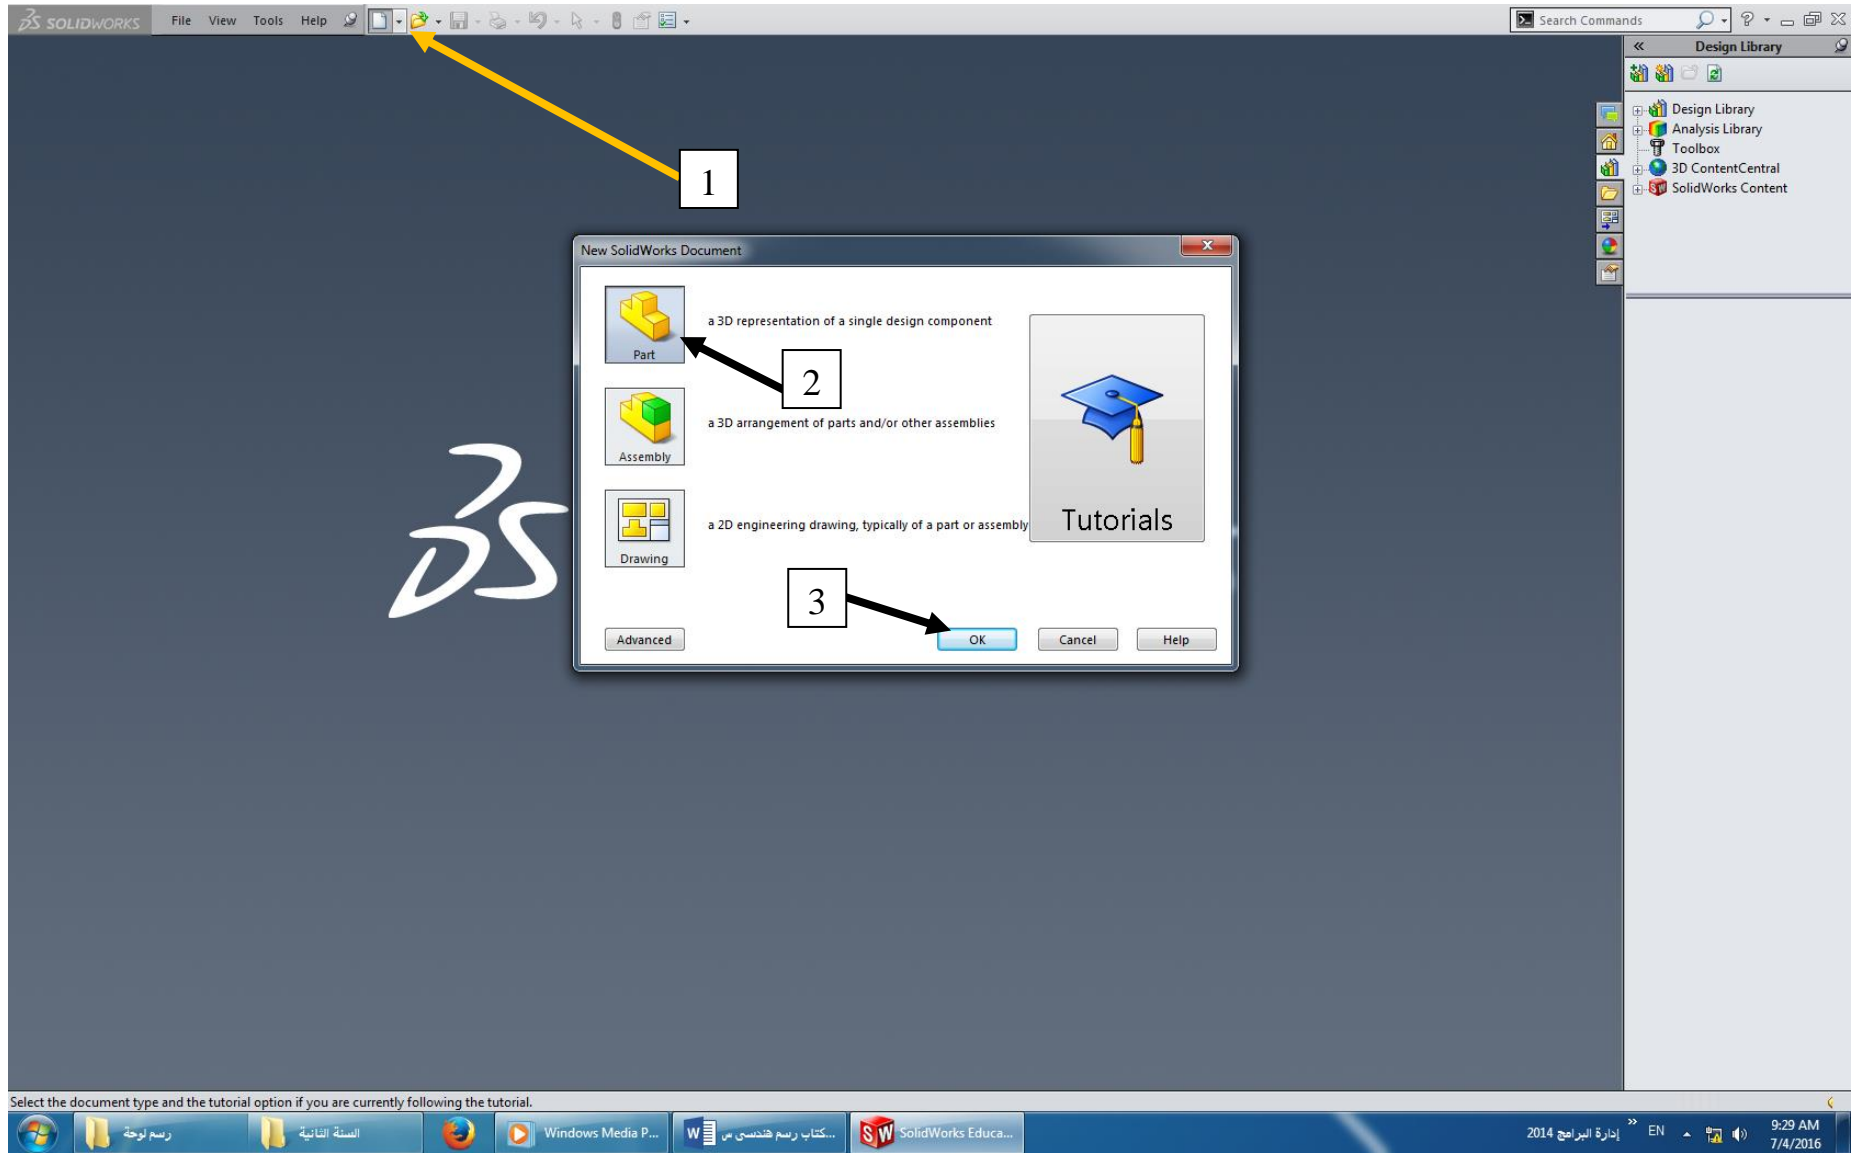 SOLIDWORKS File View Tools Help
Search Commands
Design Library
Design Library
Analysis Library
Toolbox
3D ContentCentral
SolidWorks Content
1
New SolidWorks Document
Part
a 3D representation of a single design component
2
Assembly
a 3D arrangement of parts and/or other assemblies
Drawing
a 2D engineering drawing, typically of a part or assembly
Tutorials
3
Advanced
OK
Cancel
Help
Select the document type and the tutorial option if you are currently following the tutorial.
رسم لوحة
السنة الثانية
Windows Media P...
كتاب رسم هندسى س...
SolidWorks Educa...
إدارة البرامج 2014
EN
9:29 AM
7/4/2016